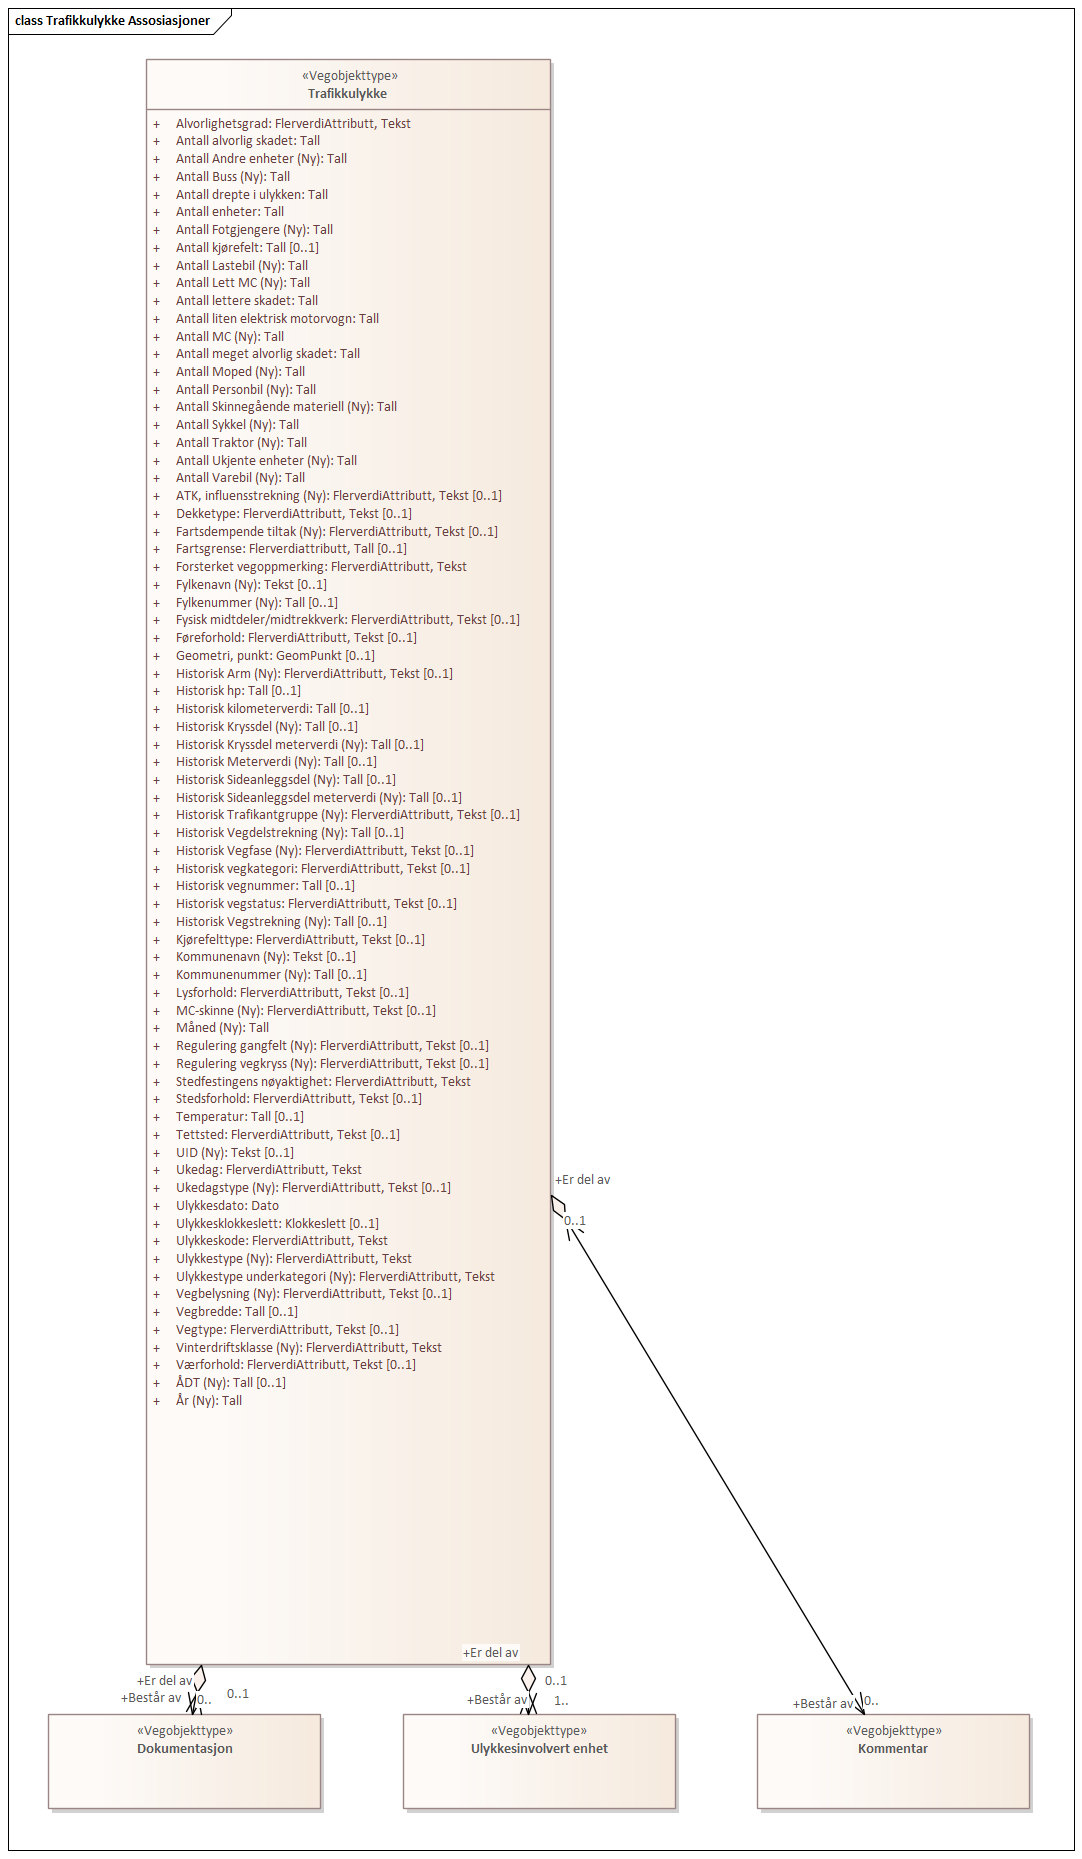 class Trafikkulykke Assosiasjoner
«Vegobjekttype»
Trafikkulykke
+ Alvorlighetsgrad: FlerverdiAttributt, Tekst
+ Antall alvorlig skadet: Tall
+ Antall Andre enheter (Ny): Tall
+ Antall Buss (Ny): Tall
+ Antall drepte i ulykken: Tall
+ Antall enheter: Tall
+ Antall Fotgjengere (Ny): Tall
+ Antall kjørefelt: Tall [0..1]
+ Antall Lastebil (Ny): Tall
+ Antall Lett MC (Ny): Tall
+ Antall lettere skadet: Tall
+ Antall liten elektrisk motorvogn: Tall
+ Antall MC (Ny): Tall
+ Antall meget alvorlig skadet: Tall
+ Antall Moped (Ny): Tall
+ Antall Personbil (Ny): Tall
+ Antall Skinnegående materiell (Ny): Tall
+ Antall Sykkel (Ny): Tall
+ Antall Traktor (Ny): Tall
+ Antall Ukjente enheter (Ny): Tall
+ Antall Varebil (Ny): Tall
+ ATK, influensstrekning (Ny): FlerverdiAttributt, Tekst [0..1]
+ Dekketype: FlerverdiAttributt, Tekst [0..1]
+ Fartsdempende tiltak (Ny): FlerverdiAttributt, Tekst [0..1]
+ Fartsgrense: Flerverdiattributt, Tall [0..1]
+ Forsterket vegoppmerking: FlerverdiAttributt, Tekst
+ Fylkenavn (Ny): Tekst [0..1]
+ Fylkenummer (Ny): Tall [0..1]
+ Fysisk midtdeler/midtrekkverk: FlerverdiAttributt, Tekst [0..1]
+ Føreforhold: FlerverdiAttributt, Tekst [0..1]
+ Geometri, punkt: GeomPunkt [0..1]
+ Historisk Arm (Ny): FlerverdiAttributt, Tekst [0..1]
+ Historisk hp: Tall [0..1]
+ Historisk kilometerverdi: Tall [0..1]
+ Historisk Kryssdel (Ny): Tall [0..1]
+ Historisk Kryssdel meterverdi (Ny): Tall [0..1]
+ Historisk Meterverdi (Ny): Tall [0..1]
+ Historisk Sideanleggsdel (Ny): Tall [0..1]
+ Historisk Sideanleggsdel meterverdi (Ny): Tall [0..1]
+ Historisk Trafikantgruppe (Ny): FlerverdiAttributt, Tekst [0..1]
+ Historisk Vegdelstrekning (Ny): Tall [0..1]
+ Historisk Vegfase (Ny): FlerverdiAttributt, Tekst [0..1]
+ Historisk vegkategori: FlerverdiAttributt, Tekst [0..1]
+ Historisk vegnummer: Tall [0..1]
+ Historisk vegstatus: FlerverdiAttributt, Tekst [0..1]
+ Historisk Vegstrekning (Ny): Tall [0..1]
+ Kjørefelttype: FlerverdiAttributt, Tekst [0..1]
+ Kommunenavn (Ny): Tekst [0..1]
+ Kommunenummer (Ny): Tall [0..1]
+ Lysforhold: FlerverdiAttributt, Tekst [0..1]
+ MC-skinne (Ny): FlerverdiAttributt, Tekst [0..1]
+ Måned (Ny): Tall
+ Regulering gangfelt (Ny): FlerverdiAttributt, Tekst [0..1]
+ Regulering vegkryss (Ny): FlerverdiAttributt, Tekst [0..1]
+ Stedfestingens nøyaktighet: FlerverdiAttributt, Tekst
+ Stedsforhold: FlerverdiAttributt, Tekst [0..1]
+ Temperatur: Tall [0..1]
+ Tettsted: FlerverdiAttributt, Tekst [0..1]
+ UID (Ny): Tekst [0..1]
+ Ukedag: FlerverdiAttributt, Tekst
+ Ukedagstype (Ny): FlerverdiAttributt, Tekst [0..1]
+ Ulykkesdato: Dato
+ Ulykkesklokkeslett: Klokkeslett [0..1]
+ Ulykkeskode: FlerverdiAttributt, Tekst
+ Ulykkestype (Ny): FlerverdiAttributt, Tekst
+ Ulykkestype underkategori (Ny): FlerverdiAttributt, Tekst
+ Vegbelysning (Ny): FlerverdiAttributt, Tekst [0..1]
+ Vegbredde: Tall [0..1]
+ Vegtype: FlerverdiAttributt, Tekst [0..1]
+ Vinterdriftsklasse (Ny): FlerverdiAttributt, Tekst
+ Værforhold: FlerverdiAttributt, Tekst [0..1]
+ ÅDT (Ny): Tall [0..1]
+ År (Ny): Tall
+Er del av
0..1
+Er del av
+Er del av
0..1
0..1
+Består av
0..
+Består av
1..
+Består av
0..
«Vegobjekttype»
Dokumentasjon
«Vegobjekttype»
Ulykkesinvolvert enhet
«Vegobjekttype»
Kommentar